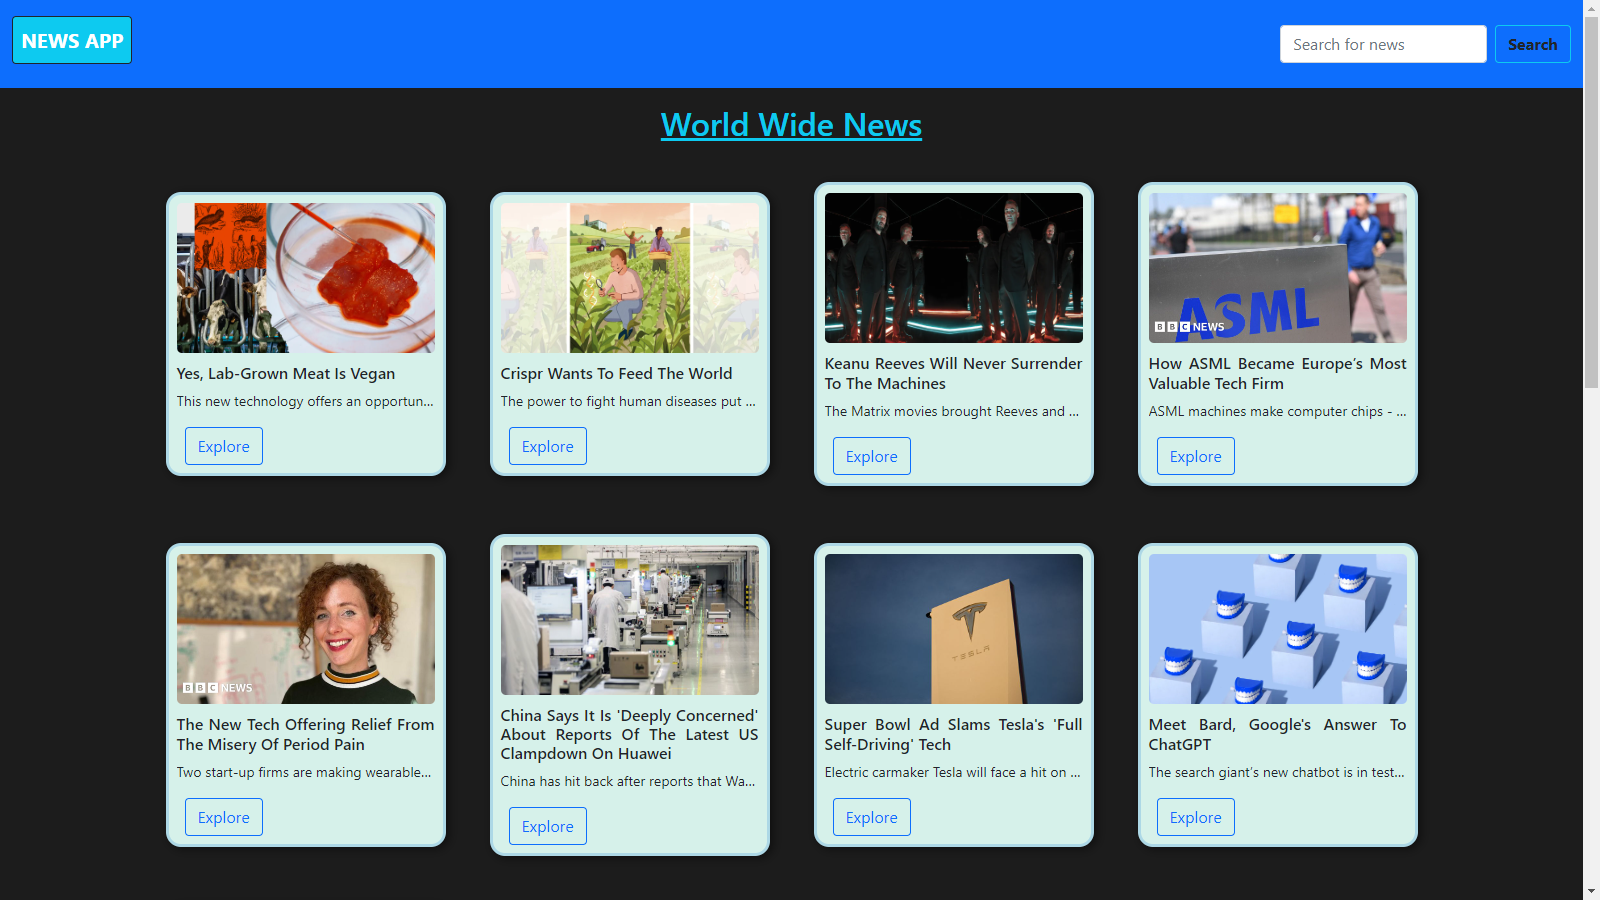 NEWS APP
Search for news
Search
World Wide News
Yes, Lab-Grown Meat Is Vegan
This new technology offers an opportun...
Explore
Crispr Wants To Feed The World
The power to fight human diseases put ...
Explore
Keanu Reeves Will Never Surrender
To The Machines
The Matrix movies brought Reeves and ...
Explore
ASML
BBC NEWS
How ASML Became Europe’s Most
Valuable Tech Firm
ASML machines make computer chips - ...
Explore
BBC NEWS
The New Tech Offering Relief From
The Misery Of Period Pain
Two start-up firms are making wearable...
Explore
China Says It Is 'Deeply Concerned'
About Reports Of The Latest US
Clampdown On Huawei
China has hit back after reports that Wa...
Explore
TESLA
Super Bowl Ad Slams Tesla's 'Full
Self-Driving' Tech
Electric carmaker Tesla will face a hit on ...
Explore
Meet Bard, Google's Answer To
ChatGPT
The search giant’s new chatbot is in test...
Explore